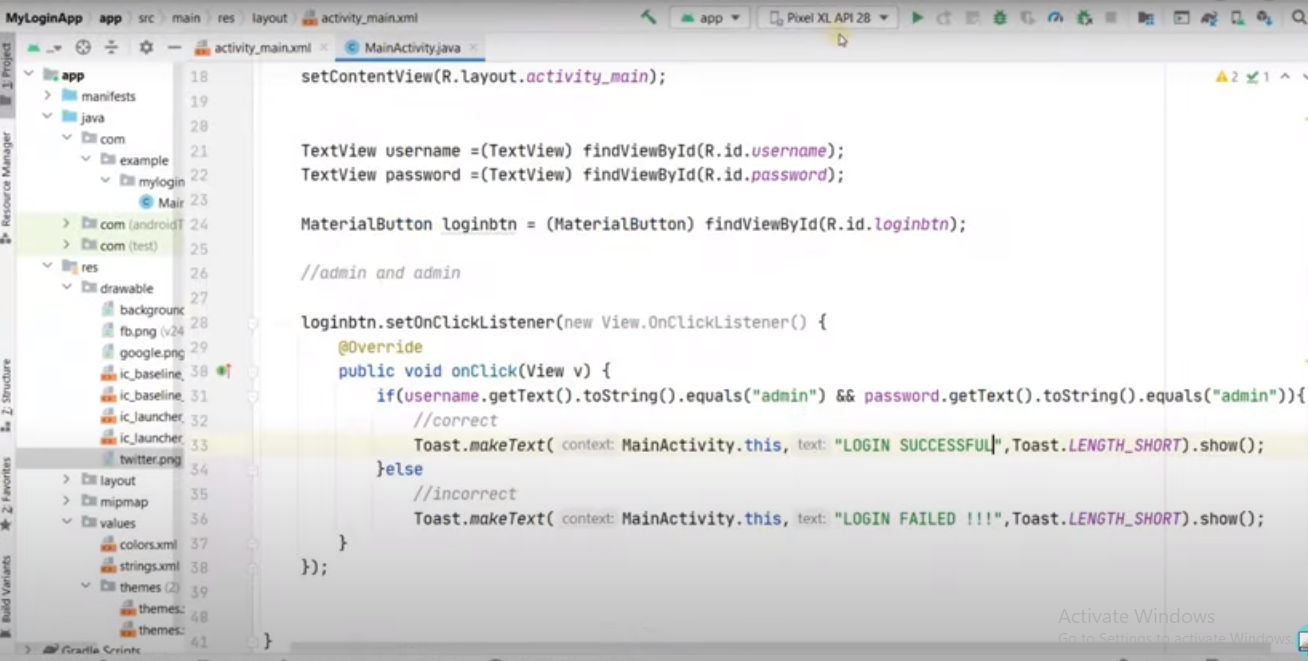 MyLoginApp app src main res layout activity_main.xml app Pixel XL API 28
activity_main.xml MainActivity.java
1: Project
Resource Manager
Z: Structure
2: Favorites
Build Variants
app
manifests
java
com
example
mylogin
Mair
com (androidT
com (test)
res
drawable
background
fb.png (v24
google.png
ic_baseline_
ic_baseline_
ic_launcher_
ic_launcher_
twitter.png
layout
mipmap
values
colors.xml
strings.xml
themes (2)
themes.
themes.
Gradle Scripts
2 1
18 setContentView(R.layout.activity_main);
19
20
21 TextView username =(TextView) findViewById(R.id.username);
22 TextView password =(TextView) findViewById(R.id.password);
23
24 MaterialButton loginbtn = (MaterialButton) findViewById(R.id.loginbtn);
25
26 //admin and admin
27
28 loginbtn.setOnClickListener(new View.OnClickListener() {
29 @Override
30 public void onClick(View v) {
31 if(username.getText().toString().equals("admin") && password.getText().toString().equals("admin")){
32 //correct
33 Toast.makeText( context: MainActivity.this, text: "LOGIN SUCCESSFUL",Toast.LENGTH_SHORT).show();
34 }else
35 //incorrect
36 Toast.makeText( context: MainActivity.this, text: "LOGIN FAILED !!!",Toast.LENGTH_SHORT).show();
37 }
38 });
39
40
41 }
Activate Windows
Go to Settings to activate Windows.